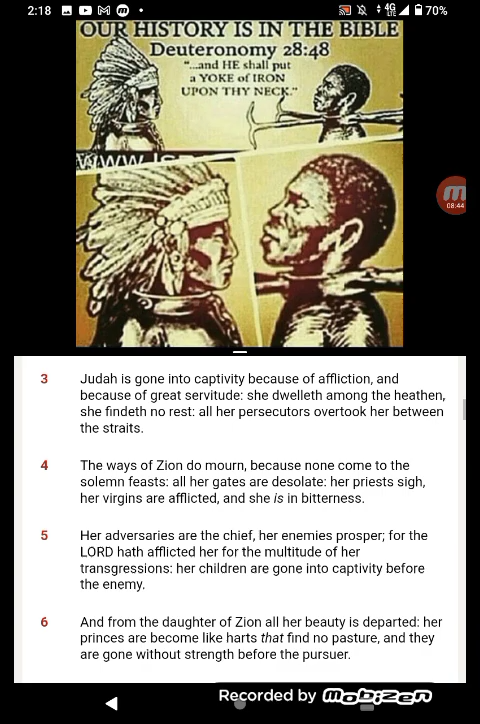 2:18
4G
LTE
70%
OUR HISTORY IS IN THE BIBLE
Deuteronomy 28:48
"...and HE shall put
a YOKE of IRON
UPON THY NECK."
08:44
3 Judah is gone into captivity because of affliction, and
because of great servitude: she dwelleth among the heathen,
she findeth no rest: all her persecutors overtook her between
the straits.
4 The ways of Zion do mourn, because none come to the
solemn feasts: all her gates are desolate: her priests sigh,
her virgins are afflicted, and she is in bitterness.
5 Her adversaries are the chief, her enemies prosper; for the
LORD hath afflicted her for the multitude of her
transgressions: her children are gone into captivity before
the enemy.
6 And from the daughter of Zion all her beauty is departed: her
princes are become like harts that find no pasture, and they
are gone without strength before the pursuer.
Recorded by Mobizen